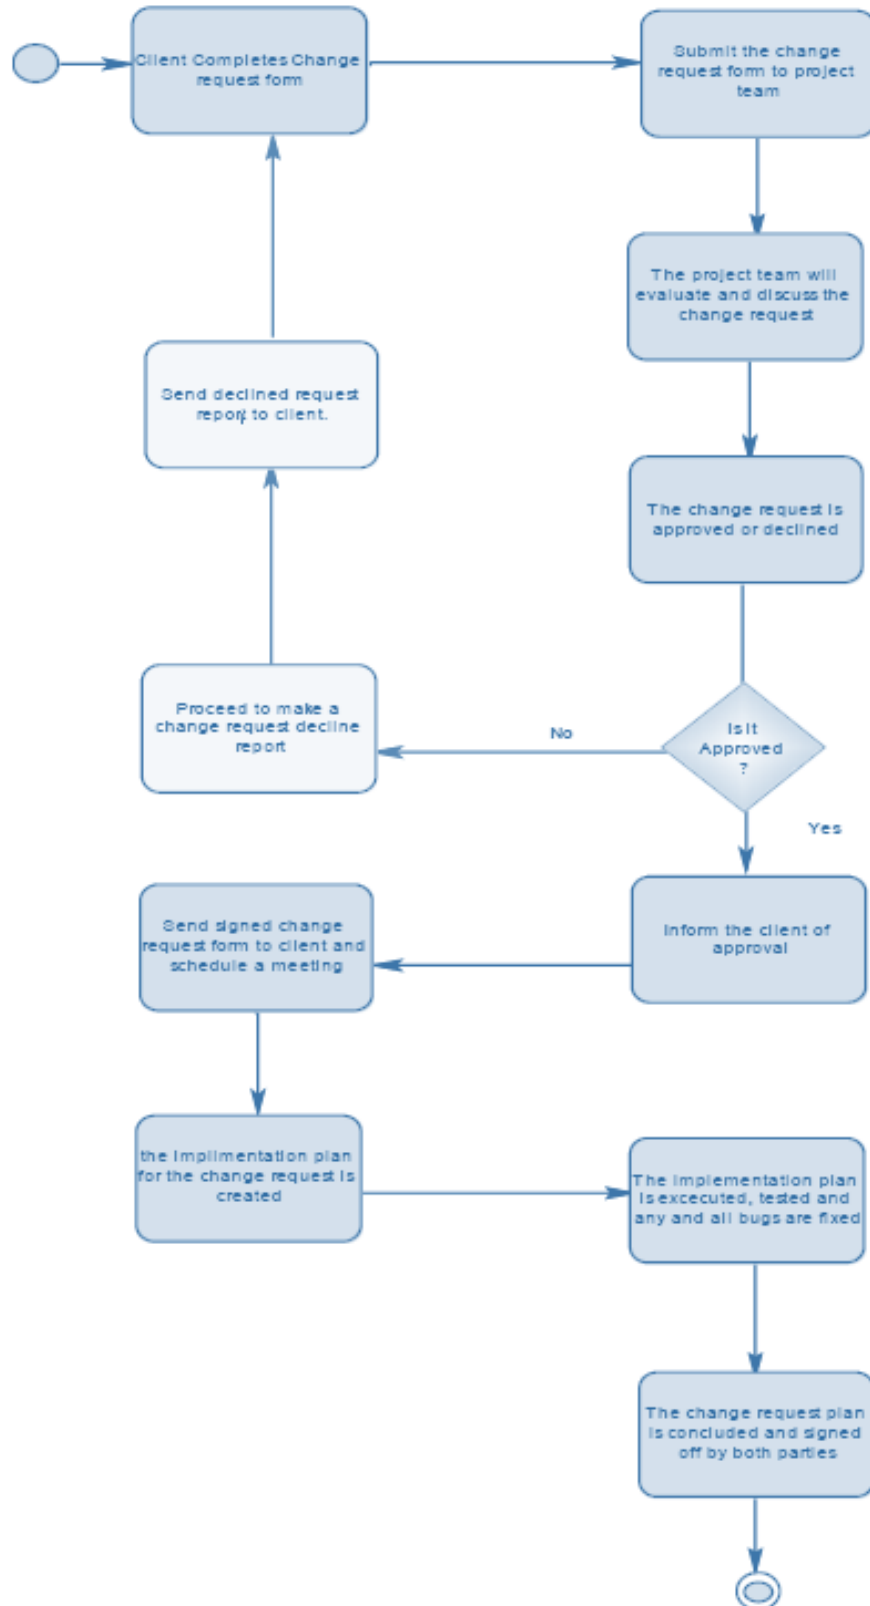 Client Completes Change
request form
Submit the change
request form to project
team
The project team will
evaluate and discuss the
change request
Send declined request
report to client.
The change request is
approved or declined
Proceed to make a
change request decline
report
No
Is it
Approved
?
Yes
Inform the client of
approval
Send signed change
request form to client and
schedule a meeting
the Implimentation plan
for the change request is
created
The implementation plan
is excecuted, tested and
any and all bugs are fixed
The change request plan
is concluded and signed
off by both parties